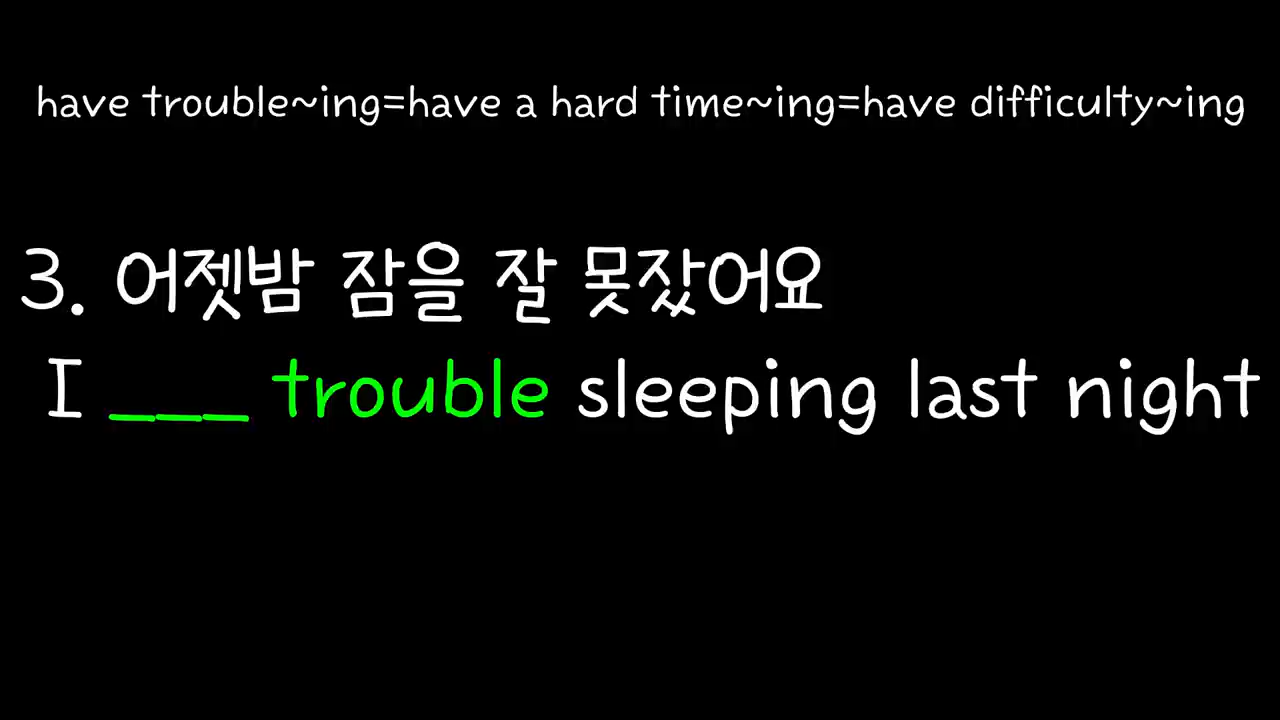 have trouble~ing=have a hard time~ing=have difficulty~ing
3. 어젯밤 잠을 잘 못잤어요
I ___ trouble sleeping last night